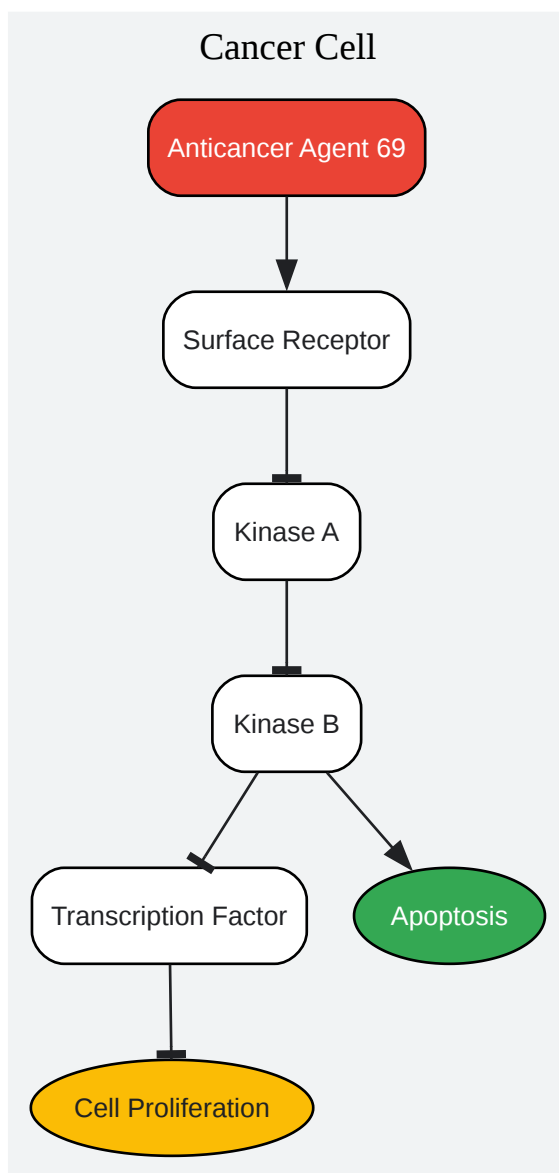 Cancer Cell
Anticancer Agent 69
Surface Receptor
Kinase A
Kinase B
Transcription Factor
Apoptosis
Cell Proliferation